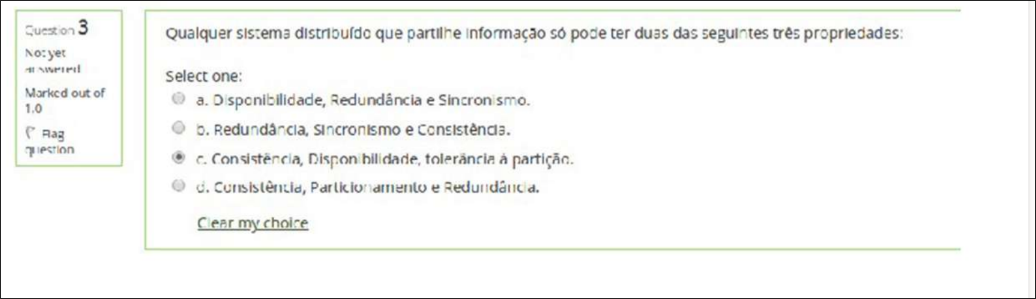 Question 3
Not yet
answered
Marked out of
1.0
Flag
question
Qualquer sistema distribuído que partilhe informação só pode ter duas das seguintes três propriedades:
Select one:
a. Disponibilidade, Redundância e Sincronismo.
b. Redundância, Sincronismo e Consistência.
c. Consistência, Disponibilidade, tolerância à partição.
d. Consistência, Particionamento e Redundância.
Clear my choice